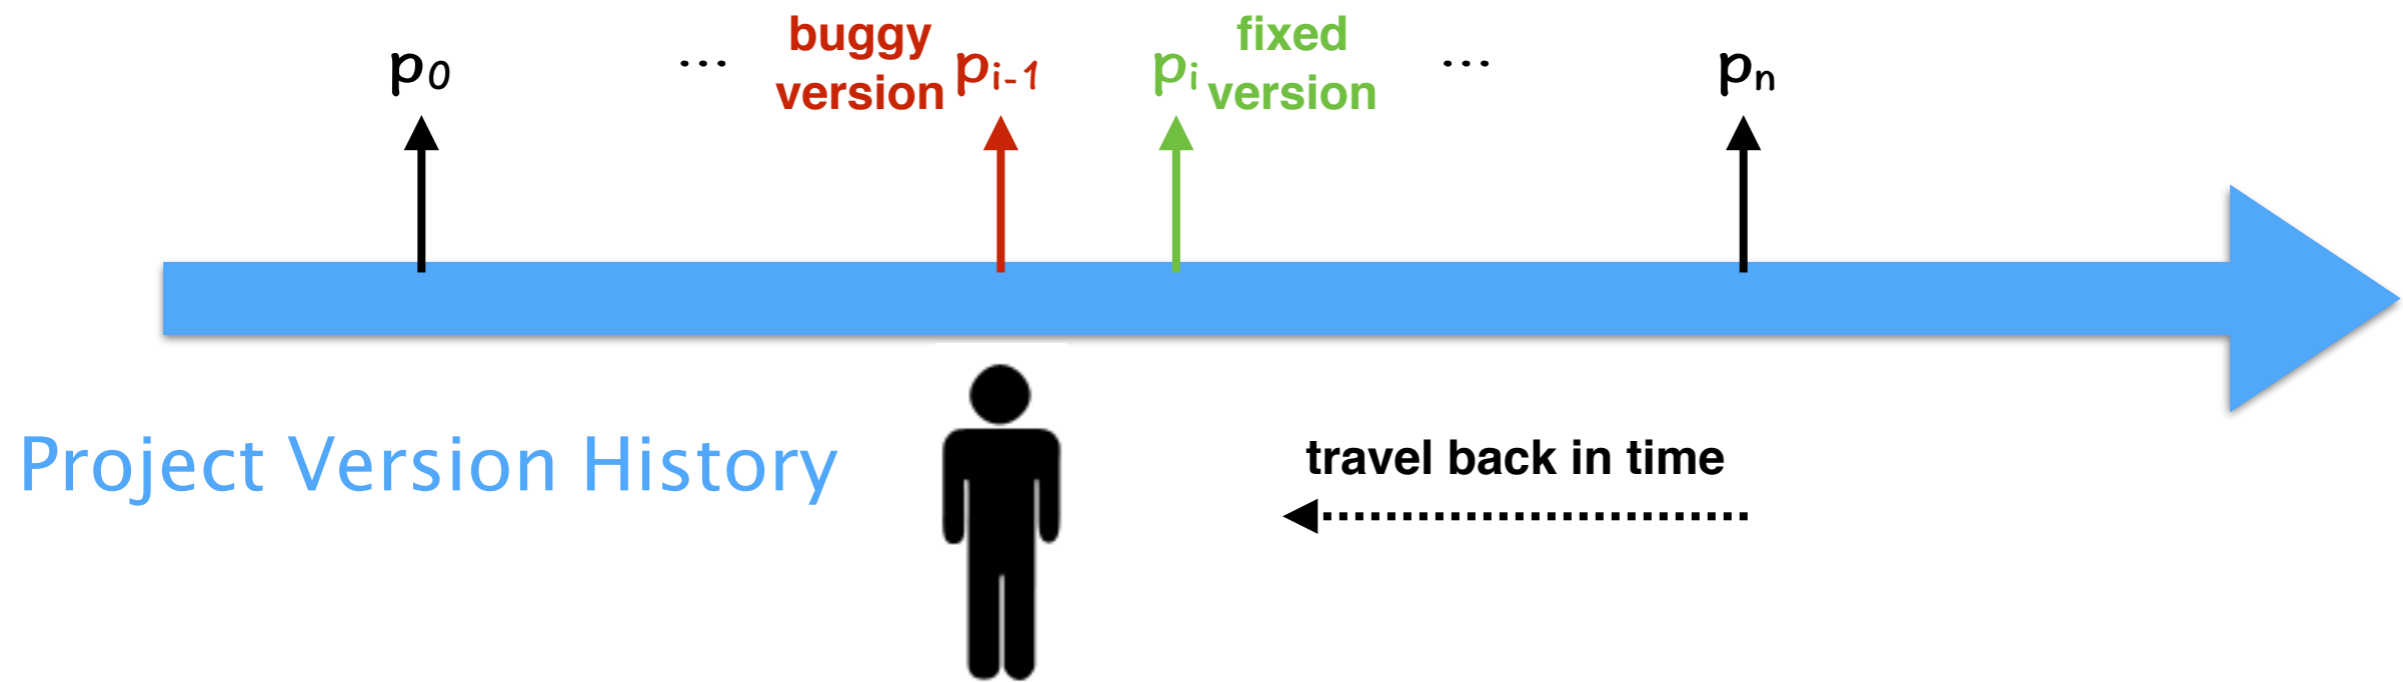 p0 ... buggy version pi-1 pi fixed version ... pn
Project Version History
travel back in time